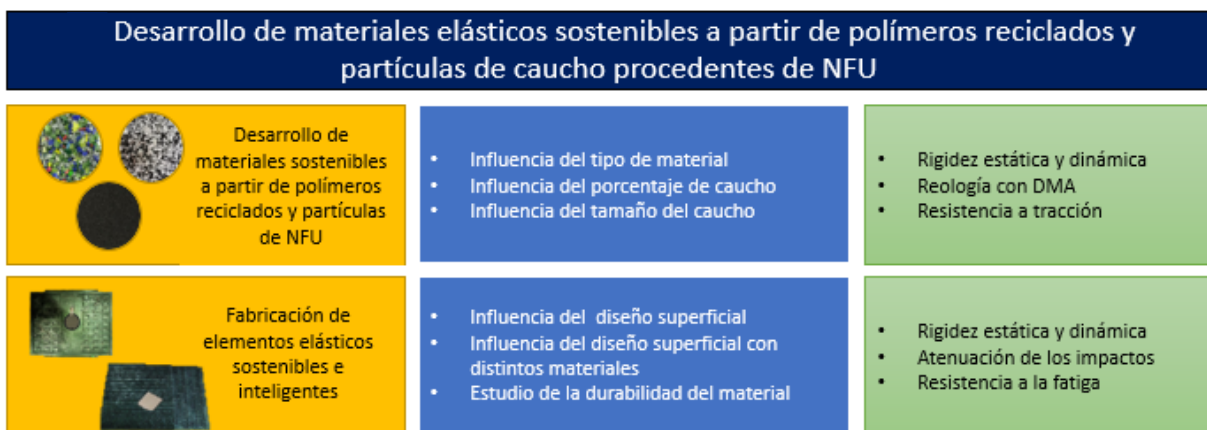 Desarrollo de materiales elásticos sostenibles a partir de polímeros reciclados y
partículas de caucho procedentes de NFU
Desarrollo de
materiales sostenibles
a partir de polímeros
reciclados y partículas
de NFU
• Influencia del tipo de material
• Influencia del porcentaje de caucho
• Influencia del tamaño del caucho
• Rigidez estática y dinámica
• Reología con DMA
• Resistencia a tracción
Fabricación de
elementos elásticos
sostenibles e
inteligentes
• Influencia del diseño superficial
• Influencia del diseño superficial con
distintos materiales
• Estudio de la durabilidad del material
• Rigidez estática y dinámica
• Atenuación de los impactos
• Resistencia a la fatiga